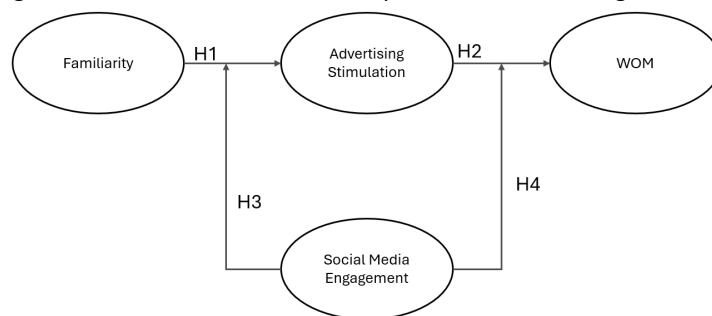 Familiarity
H1
Advertising
Stimulation
H2
WOM
H3
H4
Social Media
Engagement